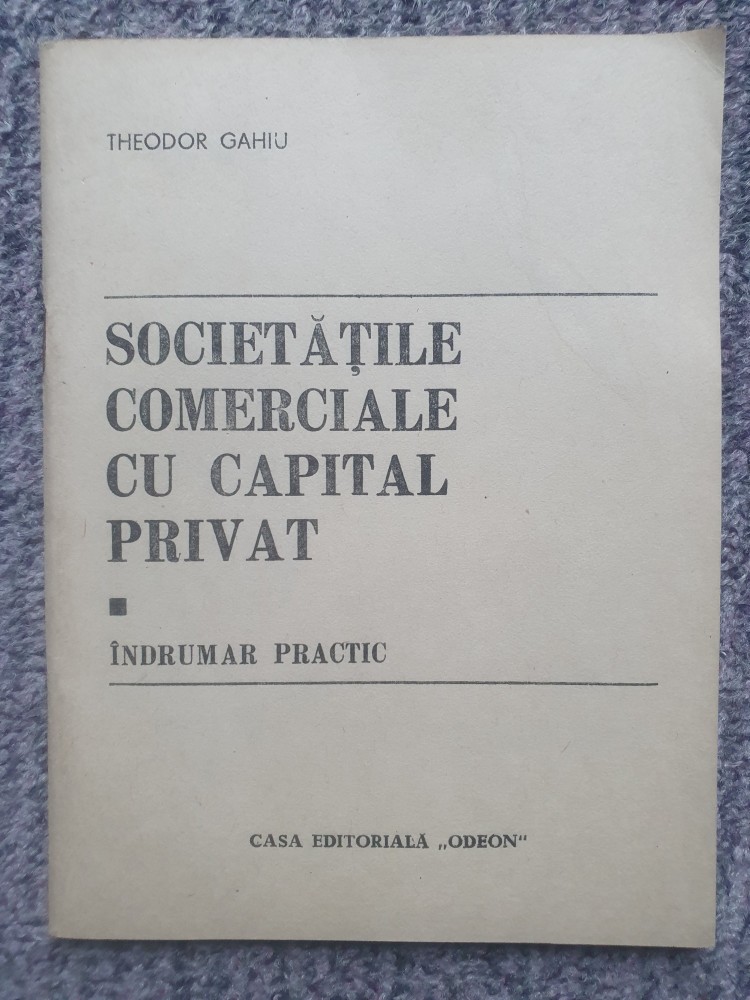 THEODOR GAHIU
SOCIETĂȚILE
COMERCIALE
CU CAPITAL
PRIVAT
■
ÎNDRUMAR PRACTIC
CASA EDITORIALĂ „ODEON“